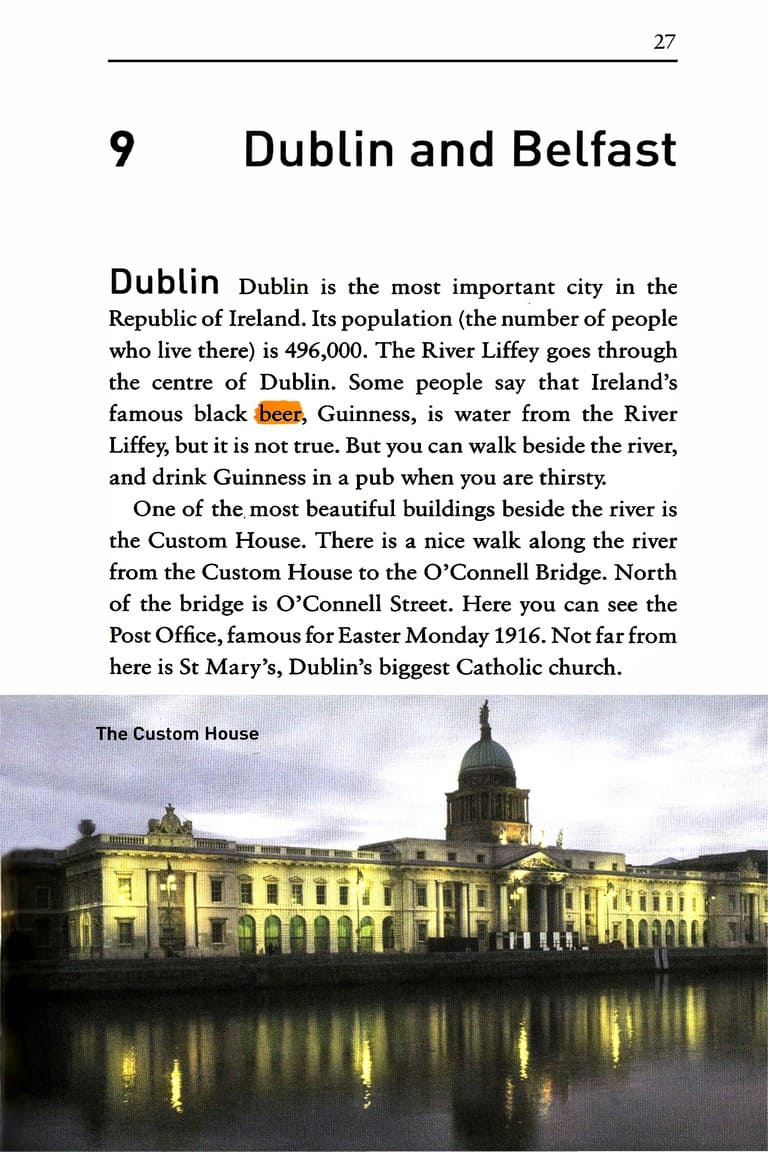 27
9 Dublin and Belfast
Dublin Dublin is the most important city in the
Republic of Ireland. Its population (the number of people
who live there) is 496,000. The River Liffey goes through
the centre of Dublin. Some people say that Ireland's
famous black beer, Guinness, is water from the River
Liffey, but it is not true. But you can walk beside the river,
and drink Guinness in a pub when you are thirsty.
One of the most beautiful buildings beside the river is
the Custom House. There is a nice walk along the river
from the Custom House to the O'Connell Bridge. North
of the bridge is O'Connell Street. Here you can see the
Post Office, famous for Easter Monday 1916. Not far from
here is St Mary's, Dublin's biggest Catholic church.
The Custom House